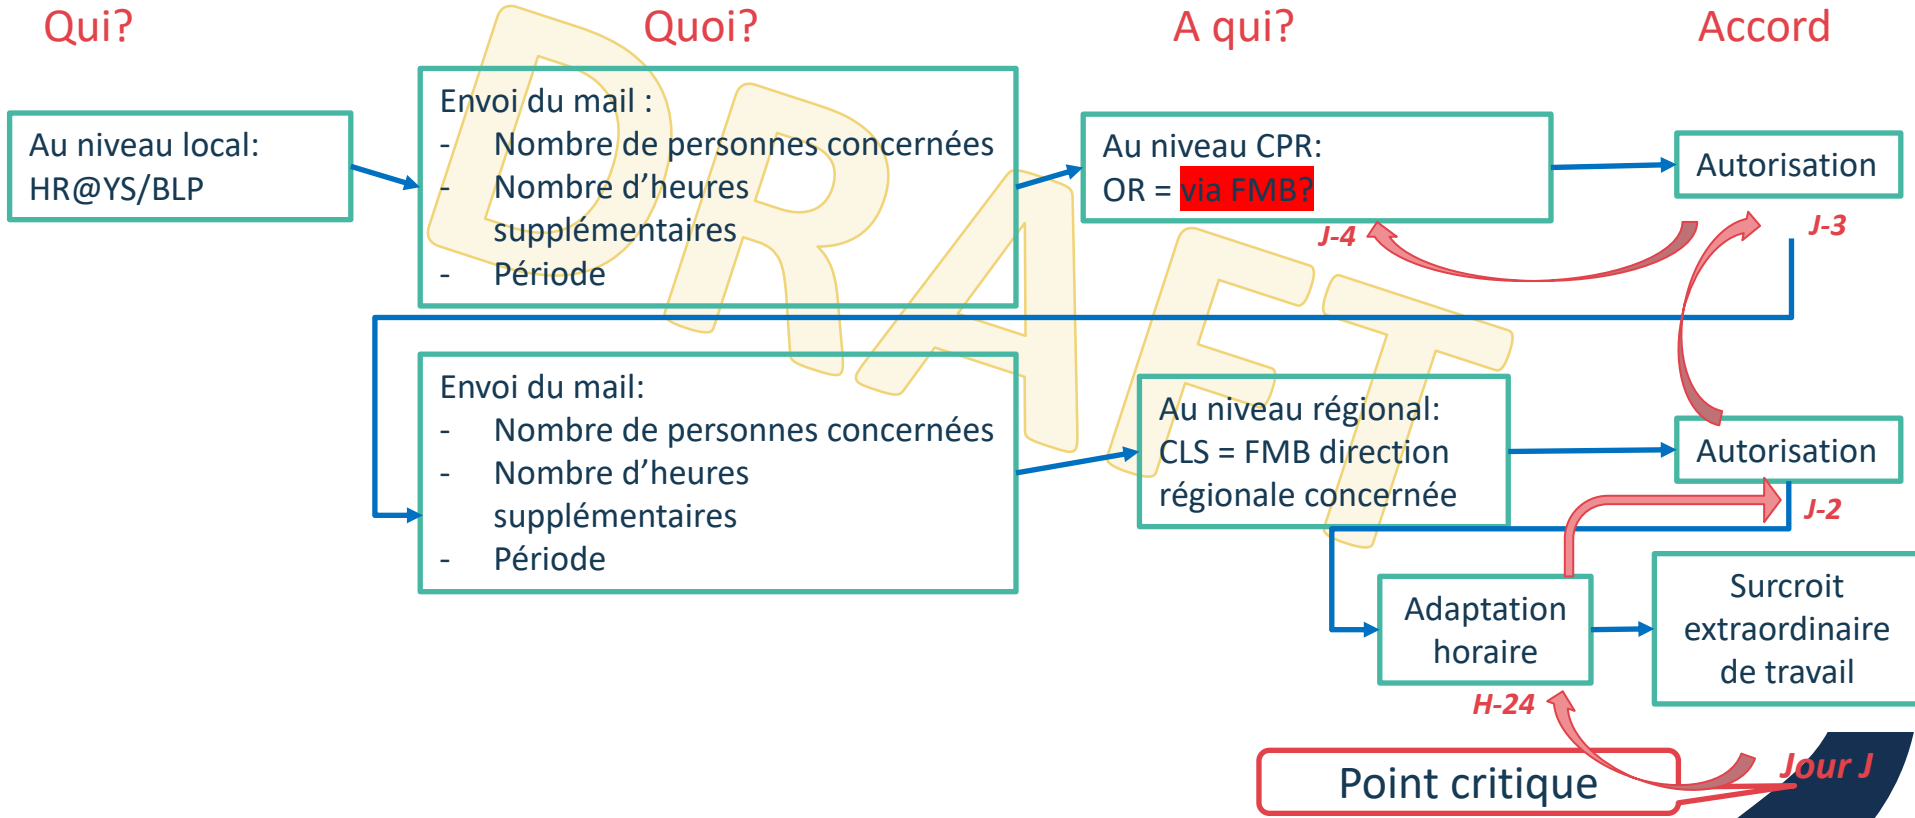 Qui?
Quoi?
A qui?
Accord
Au niveau local:
HR@YS/BLP
Envoi du mail :
- Nombre de personnes concernées
- Nombre d'heures
supplémentaires
- Période
Au niveau CPR:
OR = via FMB?
Autorisation
J-4
J-3
Envoi du mail:
- Nombre de personnes concernées
- Nombre d'heures
supplémentaires
- Période
Au niveau régional:
CLS = FMB direction
régionale concernée
Autorisation
J-2
Adaptation
horaire
Surcroit
extraordinaire
de travail
H-24
Point critique
Jour J
DRAFT